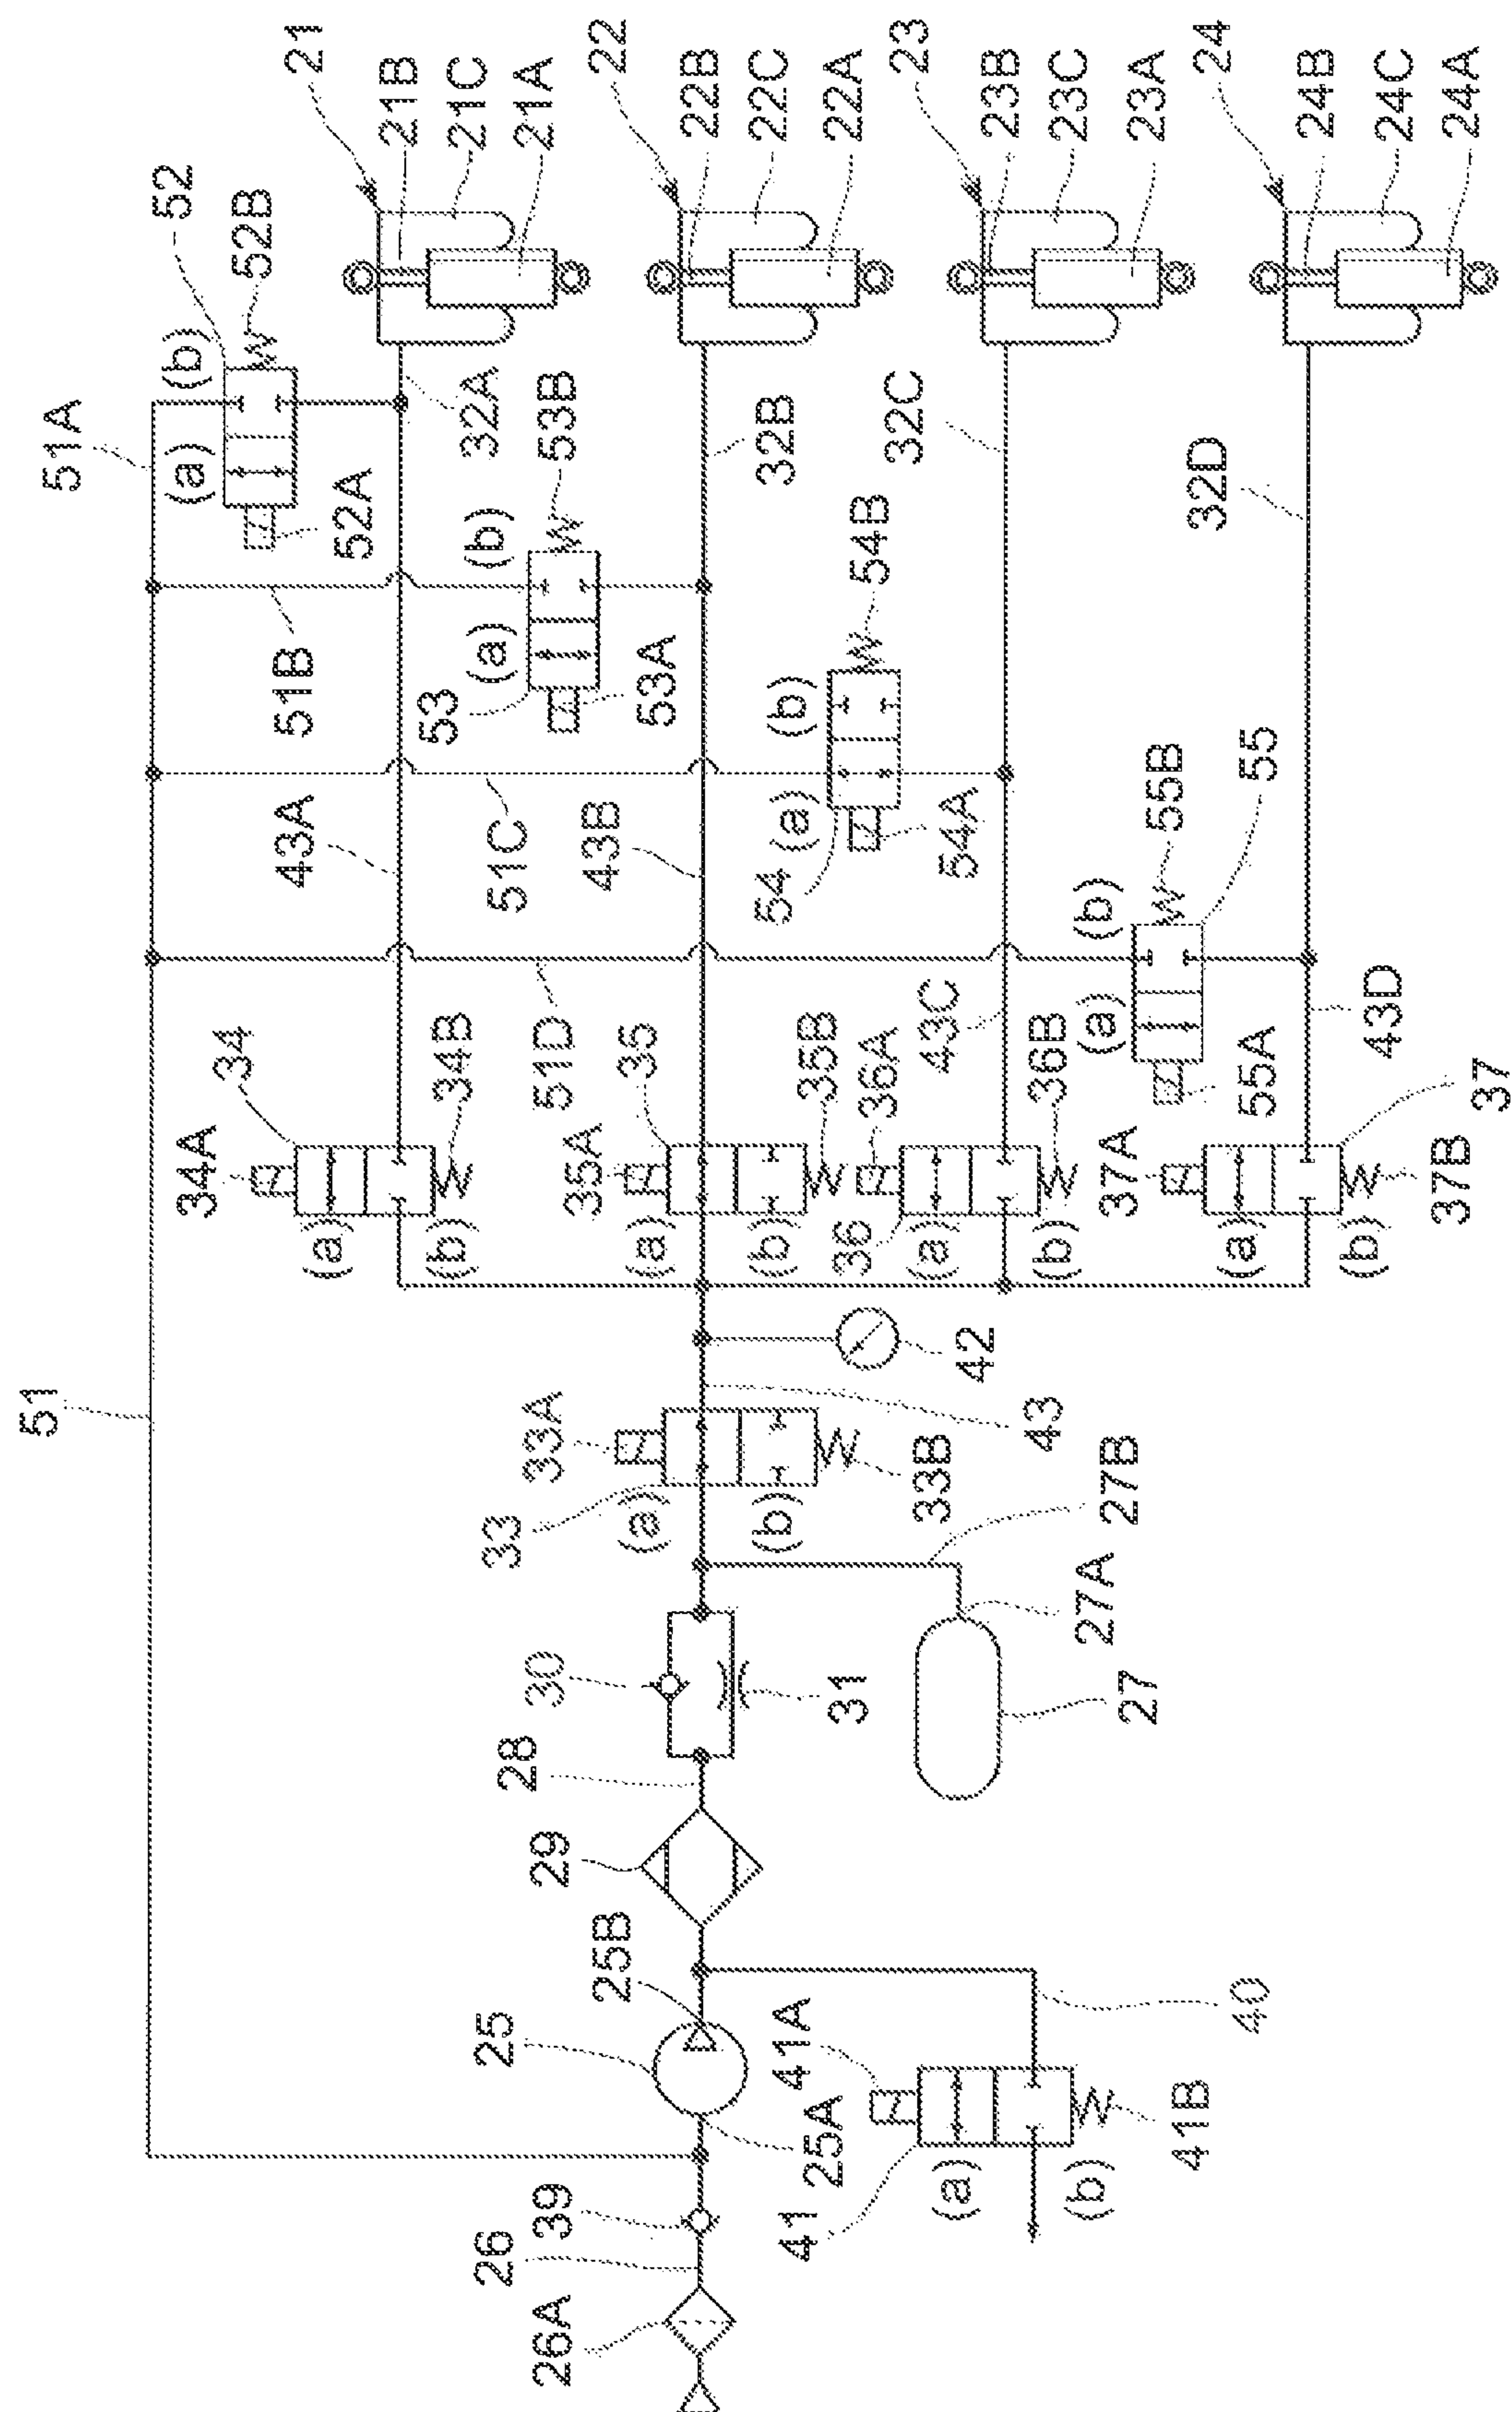 21
21B
21C
21A
22
22B
22C
22A
23
23B
23C
23A
24
24B
24C
24A
52
52B
(b)
(a)
52A
51A
32A
53B
(b)
(a)
53
53A
51B
32B
54B
(b)
(a)
54
54A
51C
32C
55B
55
(b)
(a)
55A
51D
32D
43A
43B
43C
43D
34
34A
34B
(a)
(b)
35
35A
35B
(a)
(b)
36
36A
36B
(a)
(b)
37
37A
37B
(a)
(b)
51
42
43
33
33A
33B
(a)
(b)
27B
27A
27
30
31
28
29
25B
25
25A
40
41A
41
41B
(a)
(b)
39
26
26A